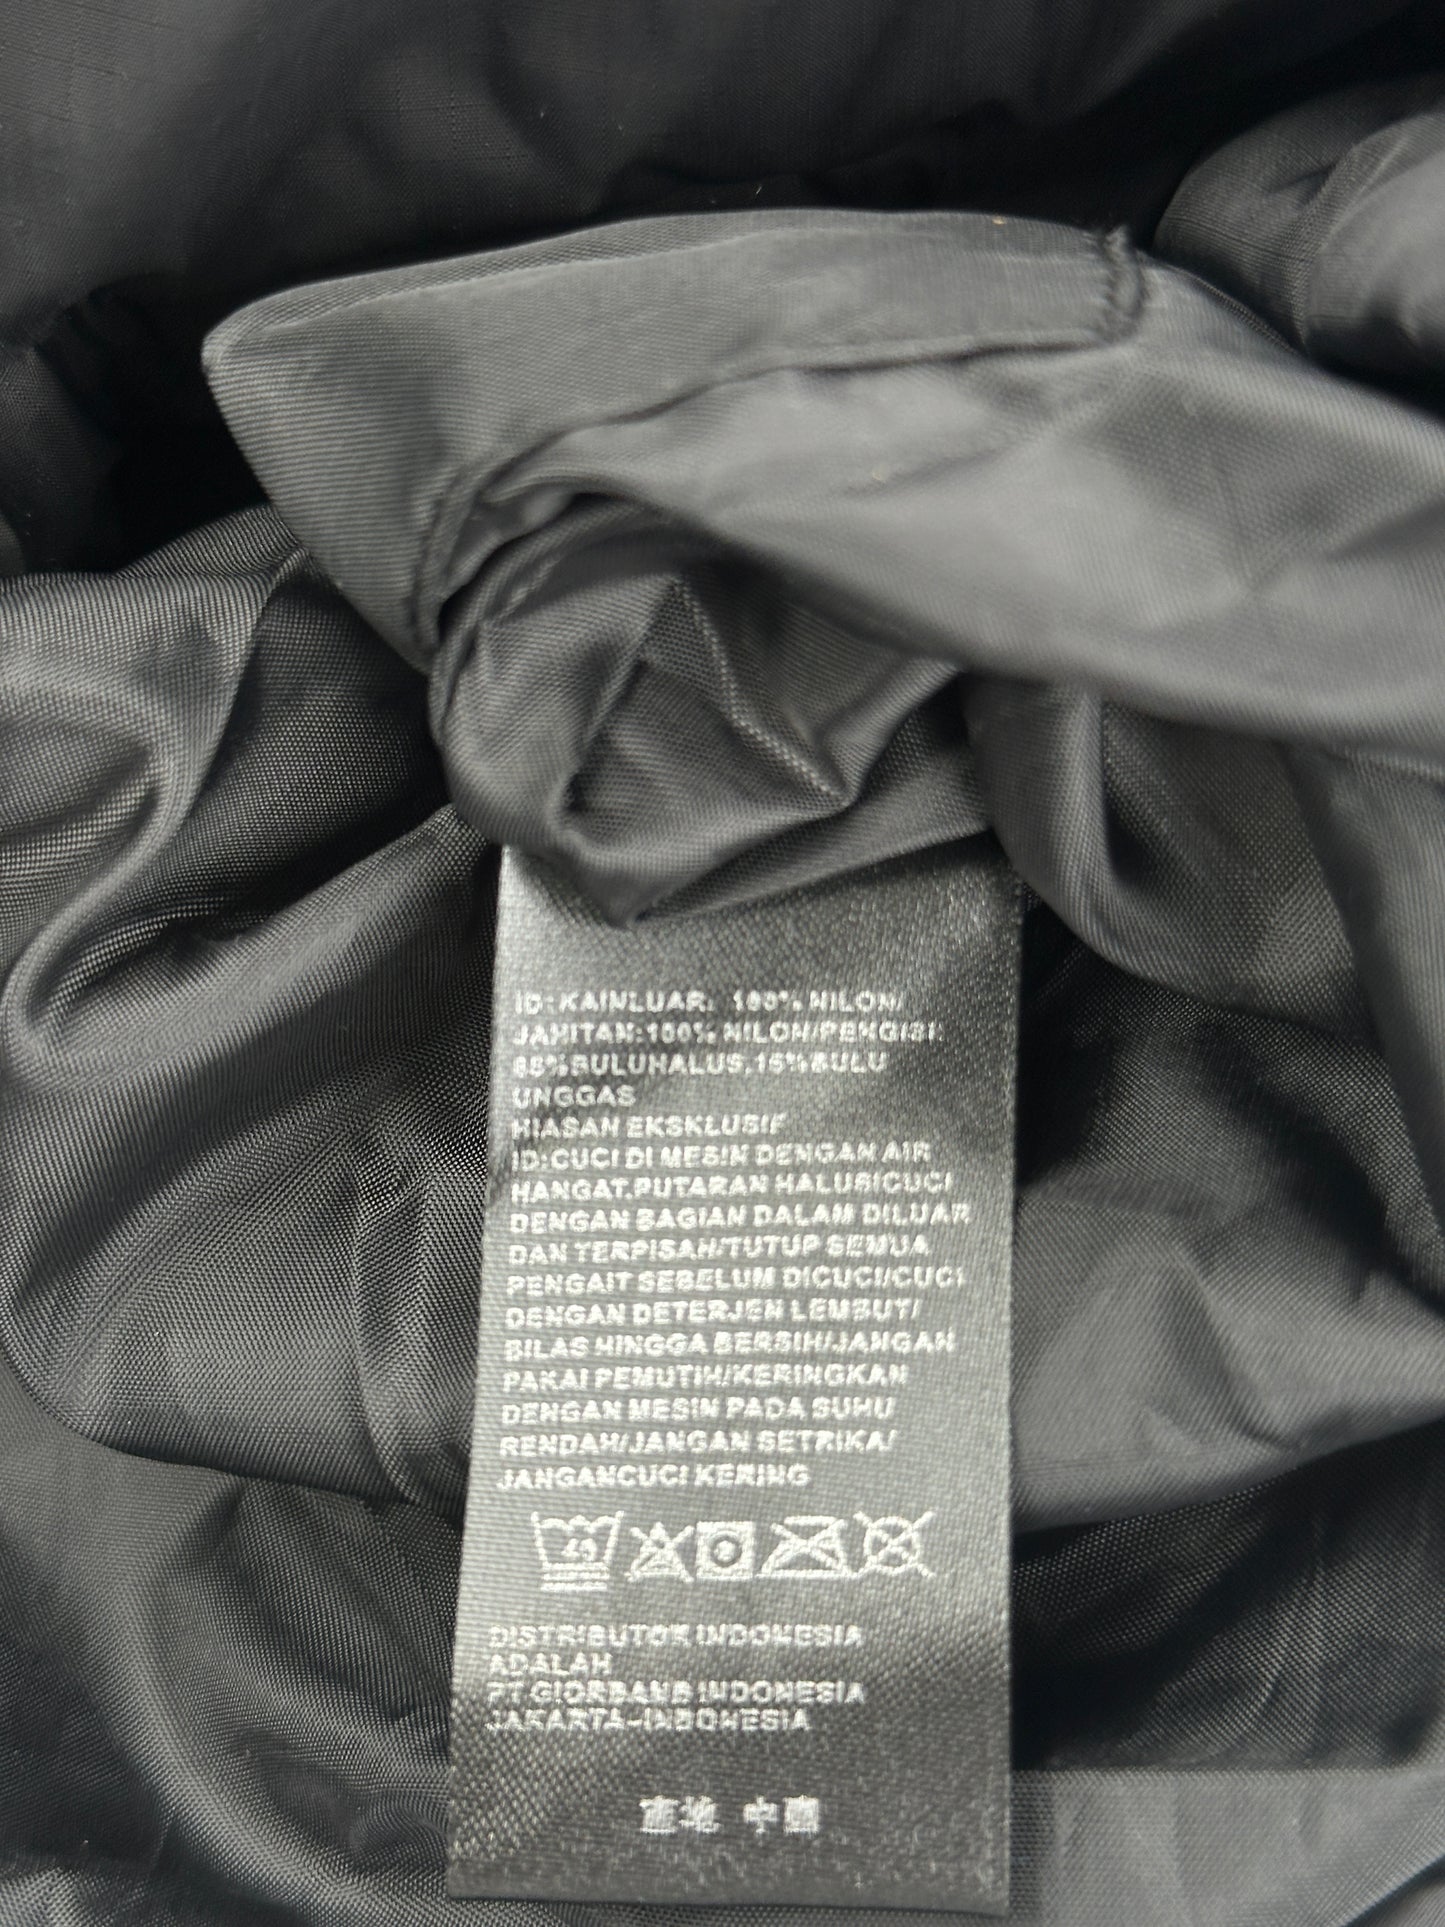 ID: KAINLUAR: 100% NILON/
JAHITAN:100% NILON/PENGISI:
85%BULUHALUS,15%BULU
UNGGAS
HIASAN EKSKLUSIF
ID:CUCI DI MESIN DENGAN AIR
HANGAT,PUTARAN HALUS/CUCI
DENGAN BAGIAN DALAM DILUAR
DAN TERPISAH/TUTUP SEMUA
PENGAIT SEBELUM DICUCI/CUCI
DENGAN DETERJEN LEMBUT/
BILAS HINGGA BERSIH/JANGAN
PAKAI PEMUTIH/KERINGKAN
DENGAN MESIN PADA SUHU
RENDAH/JANGAN SETRIKA/
JANGANCUCI KERING
40
DISTRIBUTOR INDONESIA
ADALAH
PT.GIORBANB INDONESIA
JAKARTA-INDONESIA
產地 中國